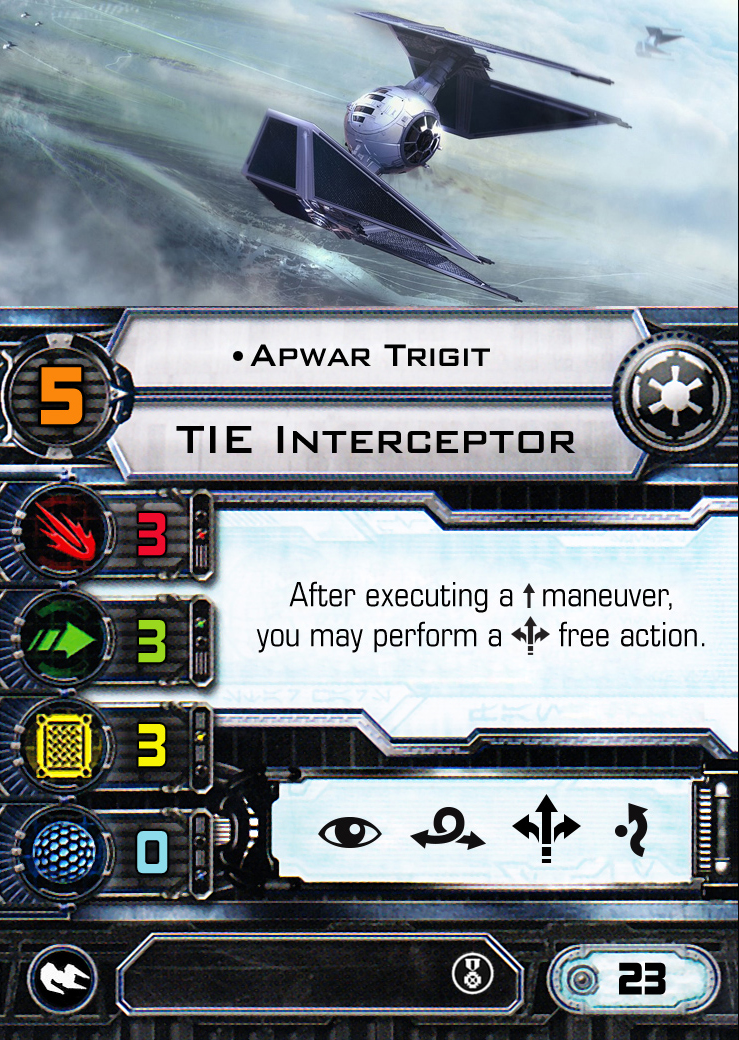 •Apwar Trigit
5
TIE Interceptor
3
After executing a maneuver,
3
you may perform a free action.
3
0
23